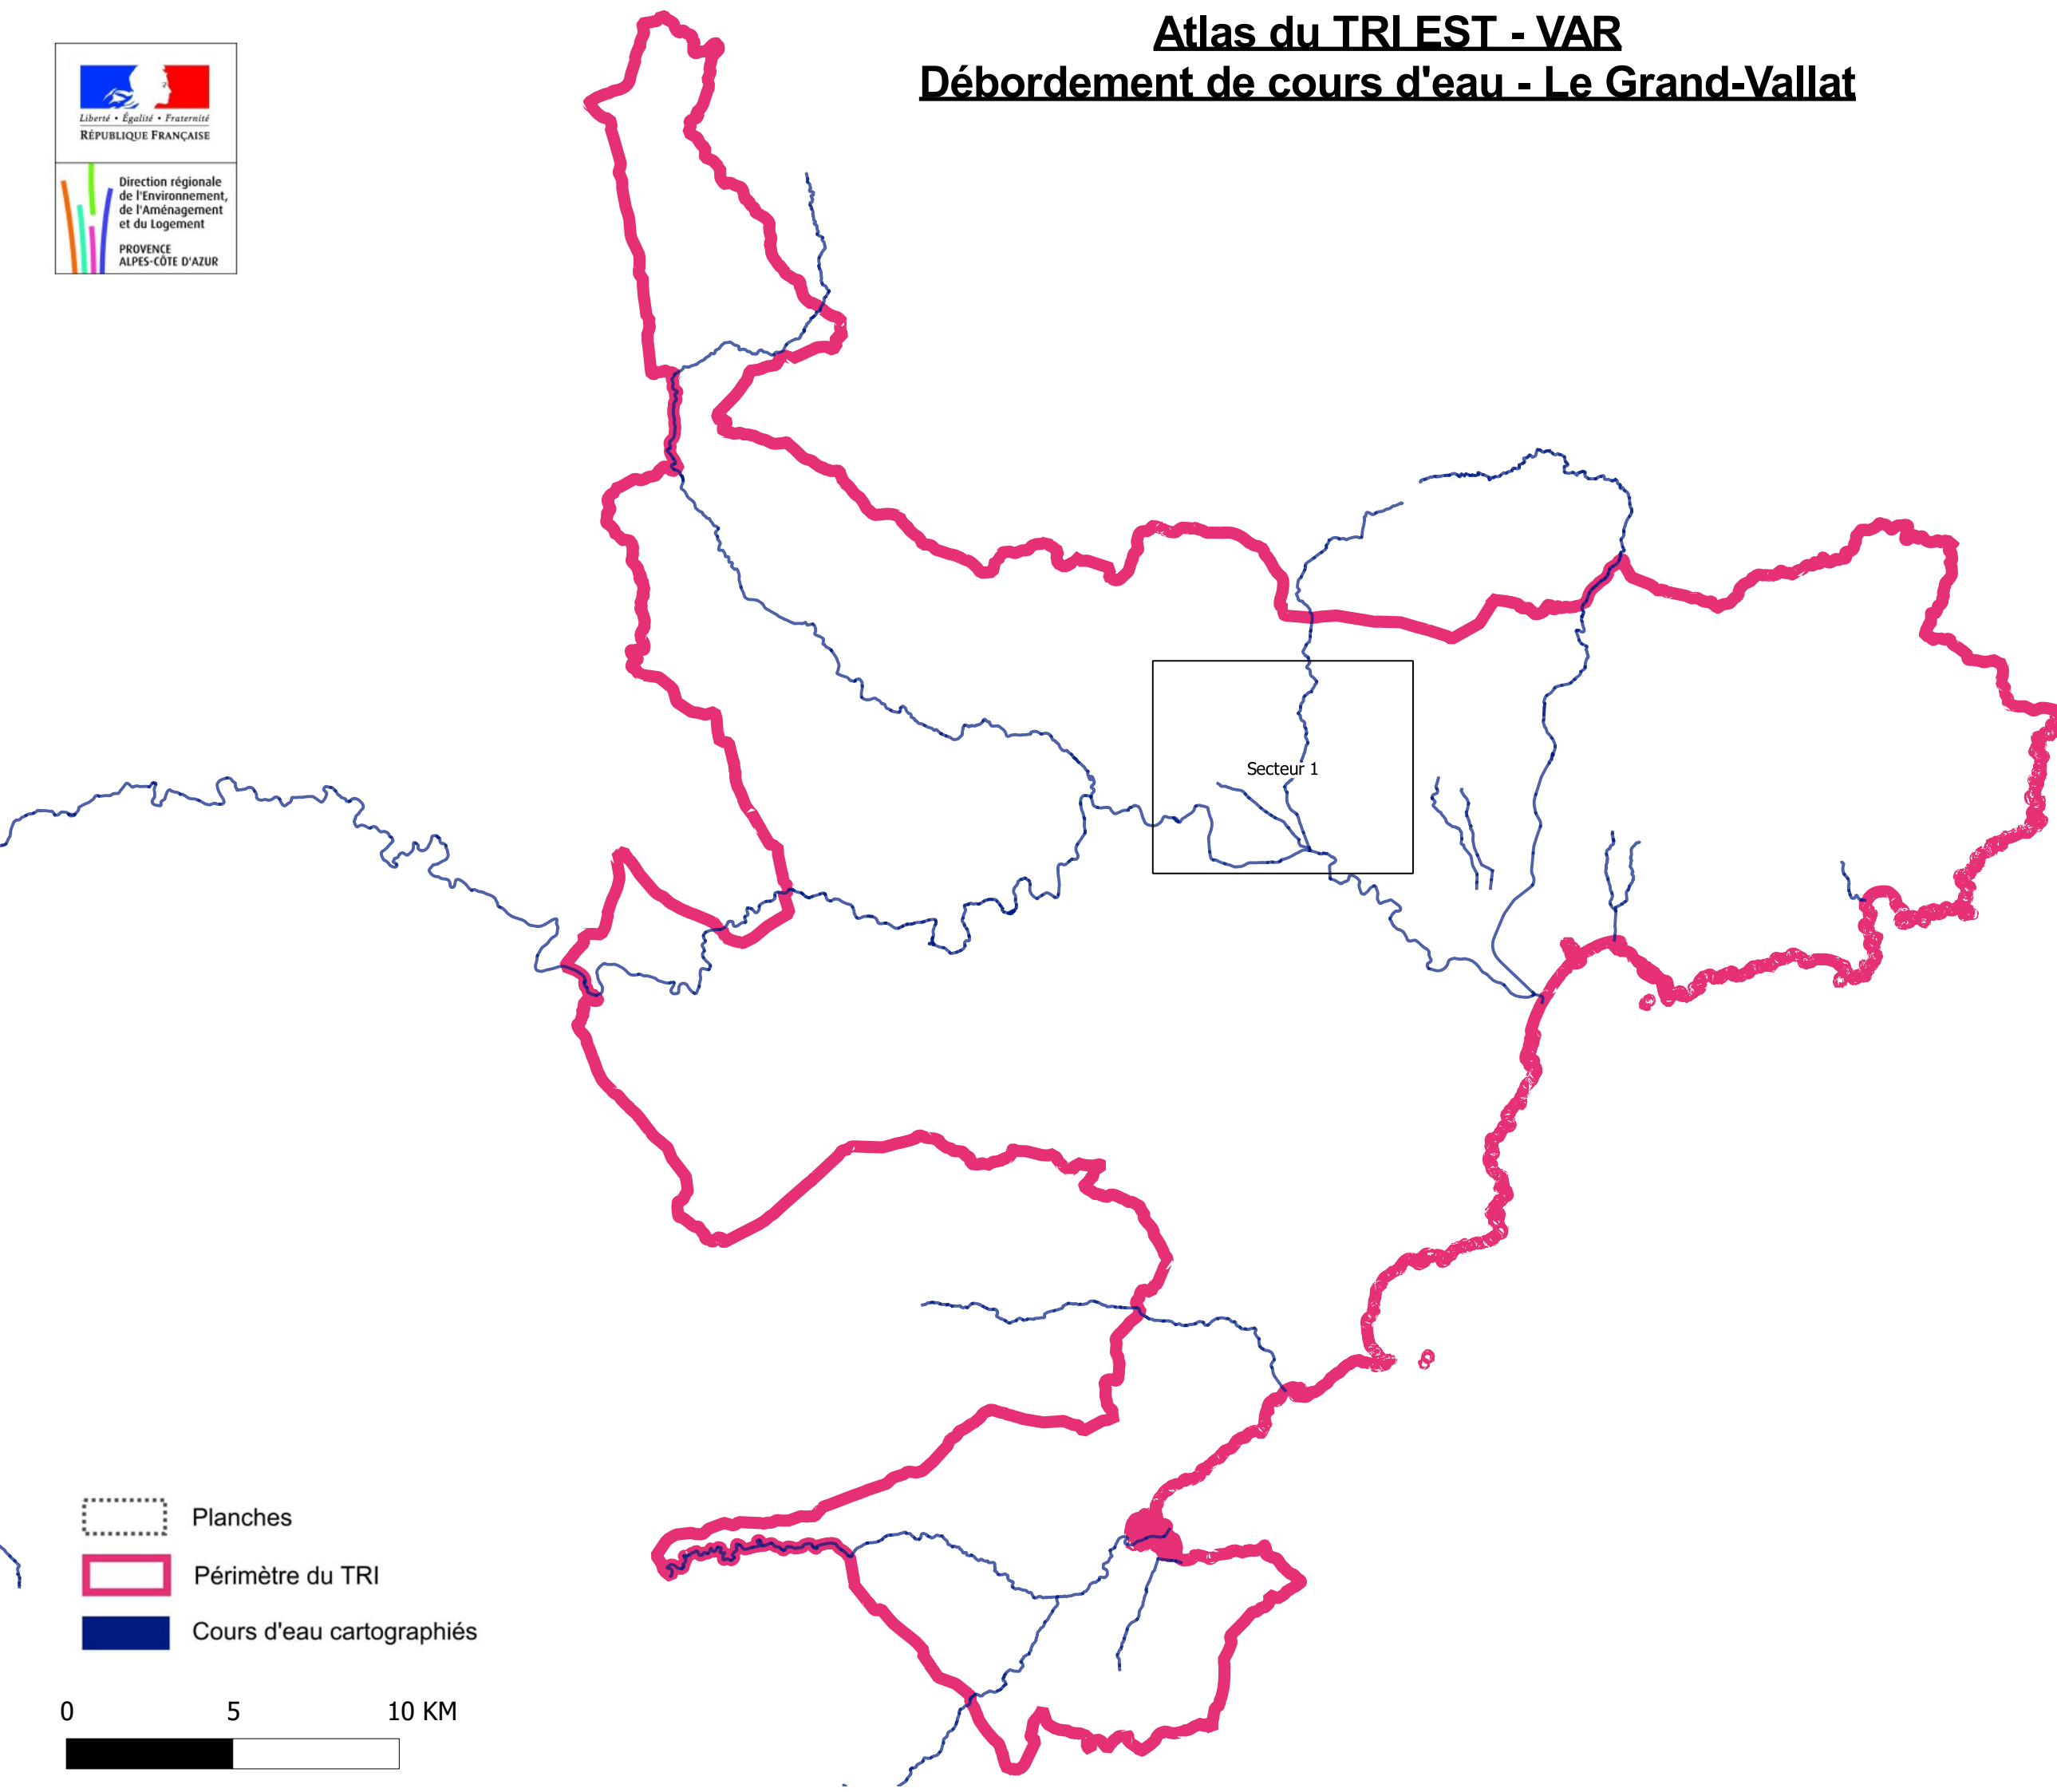 Atlas du TRI EST - VAR
Débordement de cours d'eau - Le Grand-Vallat
Liberté • Égalité • Fraternité
RÉPUBLIQUE FRANÇAISE
Direction régionale
de l'Environnement,
de l'Aménagement
et du Logement
PROVENCE
ALPES-CÔTE D'AZUR
Secteur 1
Planches
Périmètre du TRI
Cours d'eau cartographiés
0 5 10 KM